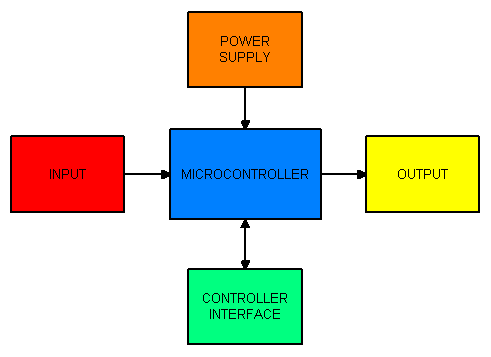 POWER
SUPPLY
INPUT
MICROCONTROLLER
OUTPUT
CONTROLLER
INTERFACE